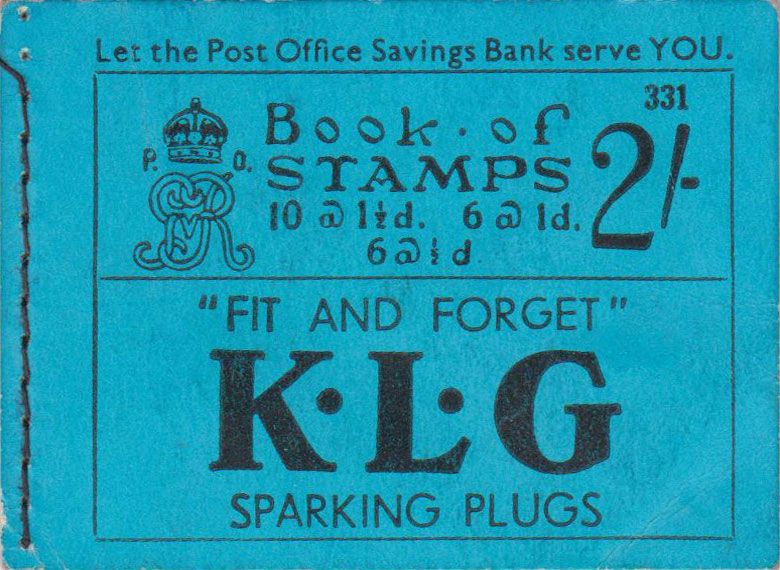 Let the Post Office Savings Bank serve YOU.
331
P. O.
Book · of
STAMPS
2/-
10 @ 1½d. 6 @ 1d.
6 @ ½d
"FIT AND FORGET"
K·L·G
SPARKING PLUGS